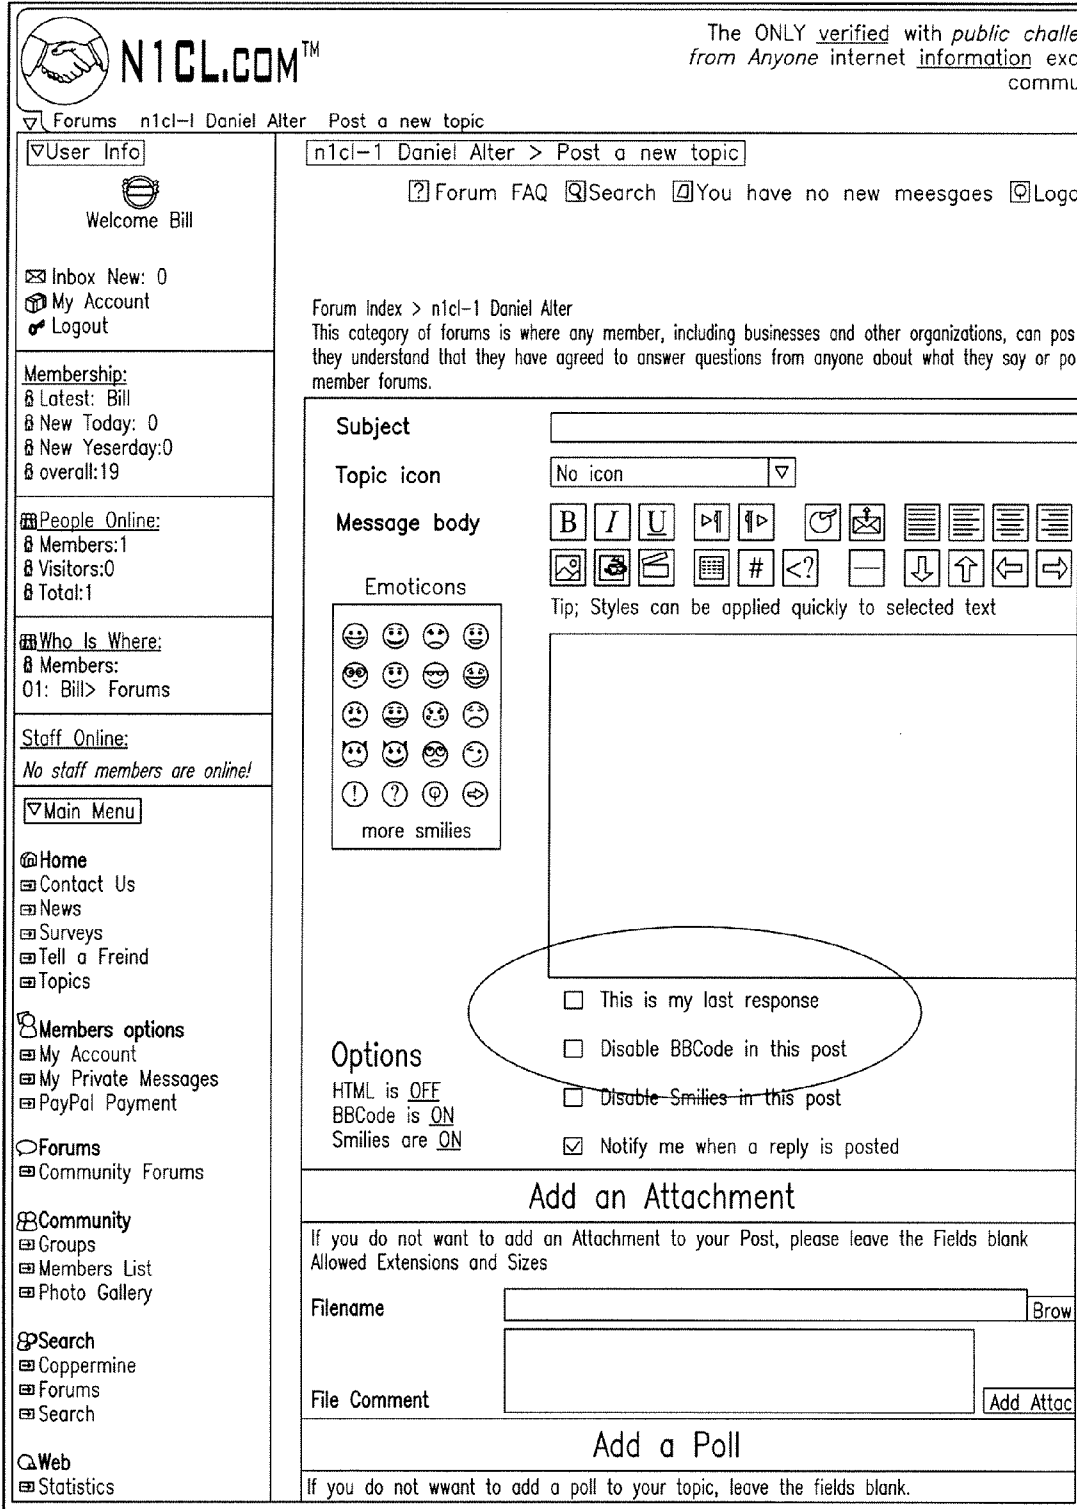 N1CL.COM™
The ONLY verified with public challe
from Anyone internet information exc
commu
Forums n1cl-1 Daniel Alter Post a new topic
User Info
Welcome Bill
Inbox New: 0
My Account
Logout
Membership:
Latest: Bill
New Today: 0
New Yeserday:0
overall:19
People Online:
Members:1
Visitors:0
Total:1
Who Is Where:
Members:
01: Bill> Forums
Staff Online:
No staff members are online!
Main Menu
Home
Contact Us
News
Surveys
Tell a Freind
Topics
Members options
My Account
My Private Messages
PayPal Payment
Forums
Community Forums
Community
Groups
Members List
Photo Gallery
Search
Coppermine
Forums
Search
Web
Statistics
n1cl-1 Daniel Alter > Post a new topic
? Forum FAQ Search You have no new meesgaes Logo
Forum Index > n1cl-1 Daniel Alter
This category of forums is where any member, including businesses and other organizations, can pos
they understand that they have agreed to answer questions from anyone about what they say or po
member forums.
Subject
Topic icon No icon
Message body B I U
# <?
Tip; Styles can be applied quickly to selected text
Emoticons
! ?
more smilies
This is my last response
Disable BBCode in this post
Disable Smilies in this post
Notify me when a reply is posted
Options
HTML is OFF
BBCode is ON
Smilies are ON
Add an Attachment
If you do not want to add an Attachment to your Post, please leave the Fields blank
Allowed Extensions and Sizes
Filename Brow
File Comment Add Attac
Add a Poll
If you do not wwant to add a poll to your topic, leave the fields blank.